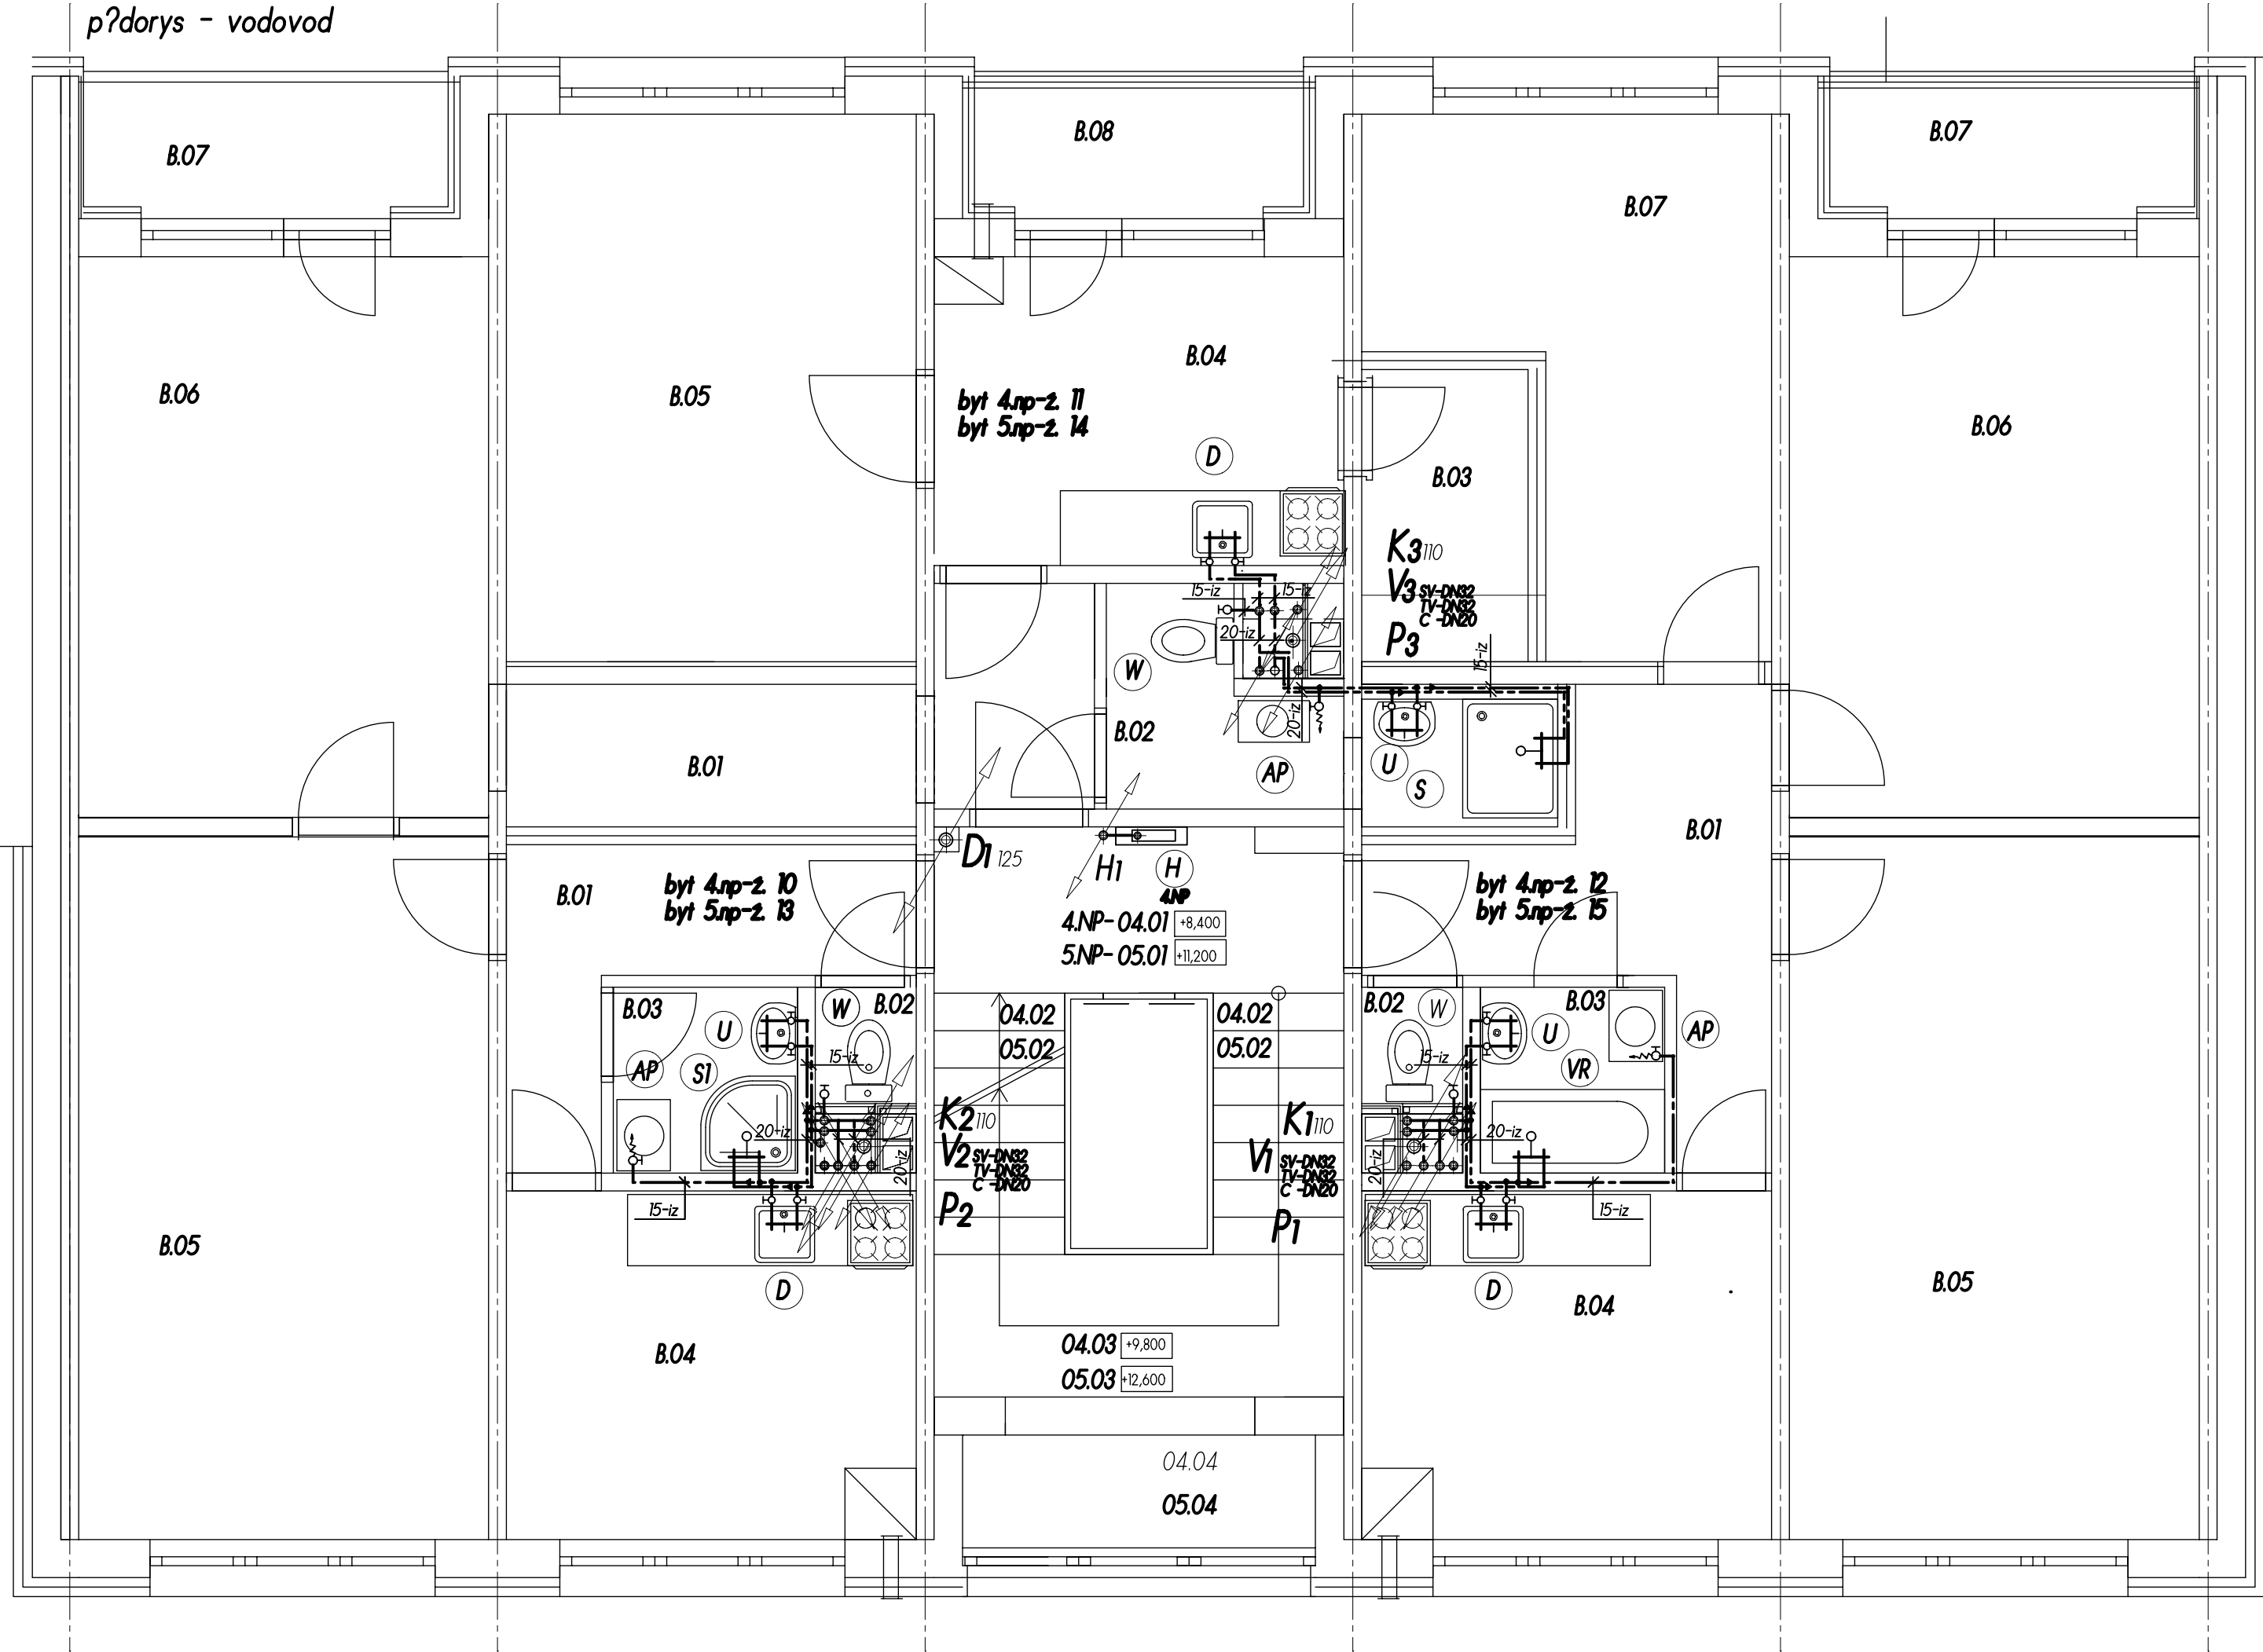 p?dorys - vodovod
B.07
B.08
B.07
B.07
B.06
B.05
B.04
B.06
byt 4.np-ž. 11
byt 5.np-ž. 14
D
B.03
K3 110
V3 SV-DN32
TV-DN32
C -DN20
P3
15-iz
15-iz
20-iz
15-iz
W
20-iz
B.02
B.01
AP
U
S
B.01
D1 125
H1
H
4.NP
4.NP- 04.01 +8,400
5.NP- 05.01 +11,200
B.01
byt 4.np-ž. 10
byt 5.np-ž. 13
byt 4.np-ž. 12
byt 5.np-ž. 15
B.03
U
W
B.02
04.02
05.02
04.02
05.02
B.02
W
B.03
U
AP
AP
S1
15-iz
15-iz
VR
K2 110
V2 SV-DN32
TV-DN32
C -DN20
P2
K1 110
V1 SV-DN32
TV-DN32
C -DN20
P1
20-iz
20-iz
20-iz
20-iz
15-iz
15-iz
B.05
D
D
B.04
B.04
B.05
04.03 +9,800
05.03 +12,600
04.04
05.04